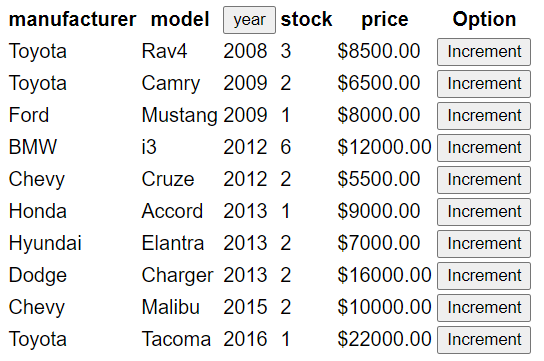 manufacturer model year stock price Option
Toyota Rav4 2008 3 $8500.00 Increment
Toyota Camry 2009 2 $6500.00 Increment
Ford Mustang 2009 1 $8000.00 Increment
BMW i3 2012 6 $12000.00 Increment
Chevy Cruze 2012 2 $5500.00 Increment
Honda Accord 2013 1 $9000.00 Increment
Hyundai Elantra 2013 2 $7000.00 Increment
Dodge Charger 2013 2 $16000.00 Increment
Chevy Malibu 2015 2 $10000.00 Increment
Toyota Tacoma 2016 1 $22000.00 Increment